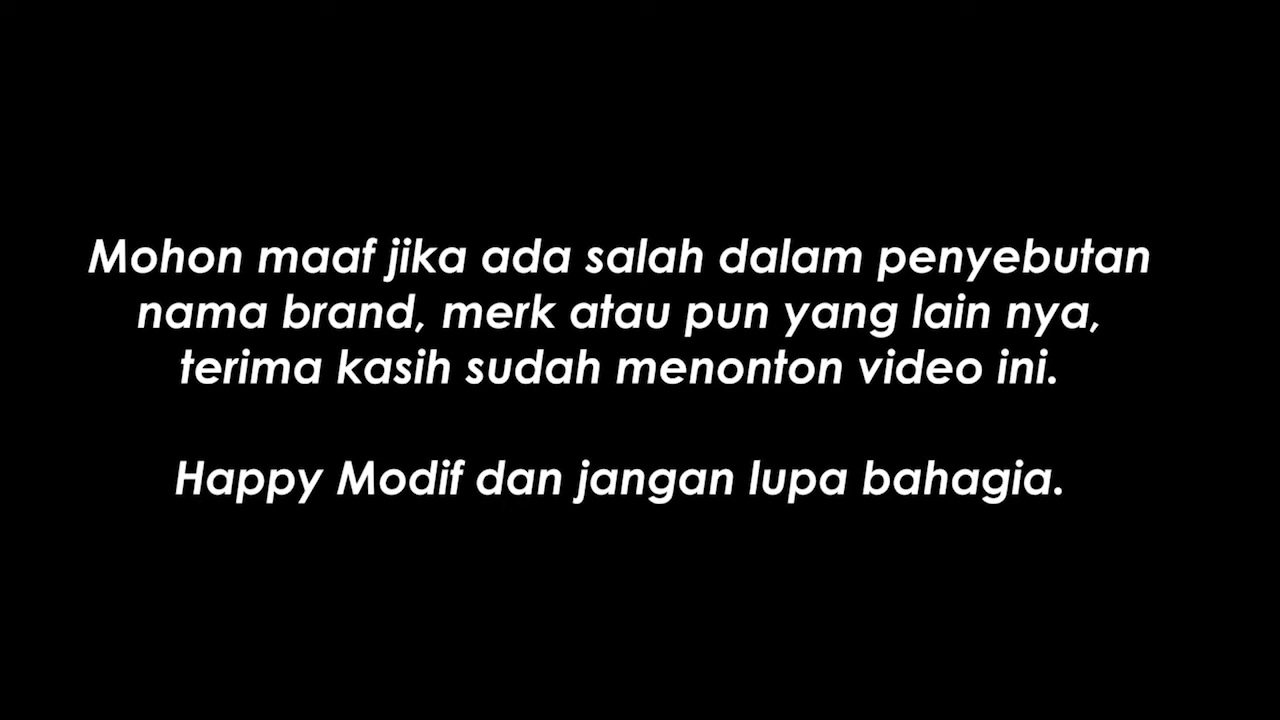 Mohon maaf jika ada salah dalam penyebutan
nama brand, merk atau pun yang lain nya,
terima kasih sudah menonton video ini.
Happy Modif dan jangan lupa bahagia.